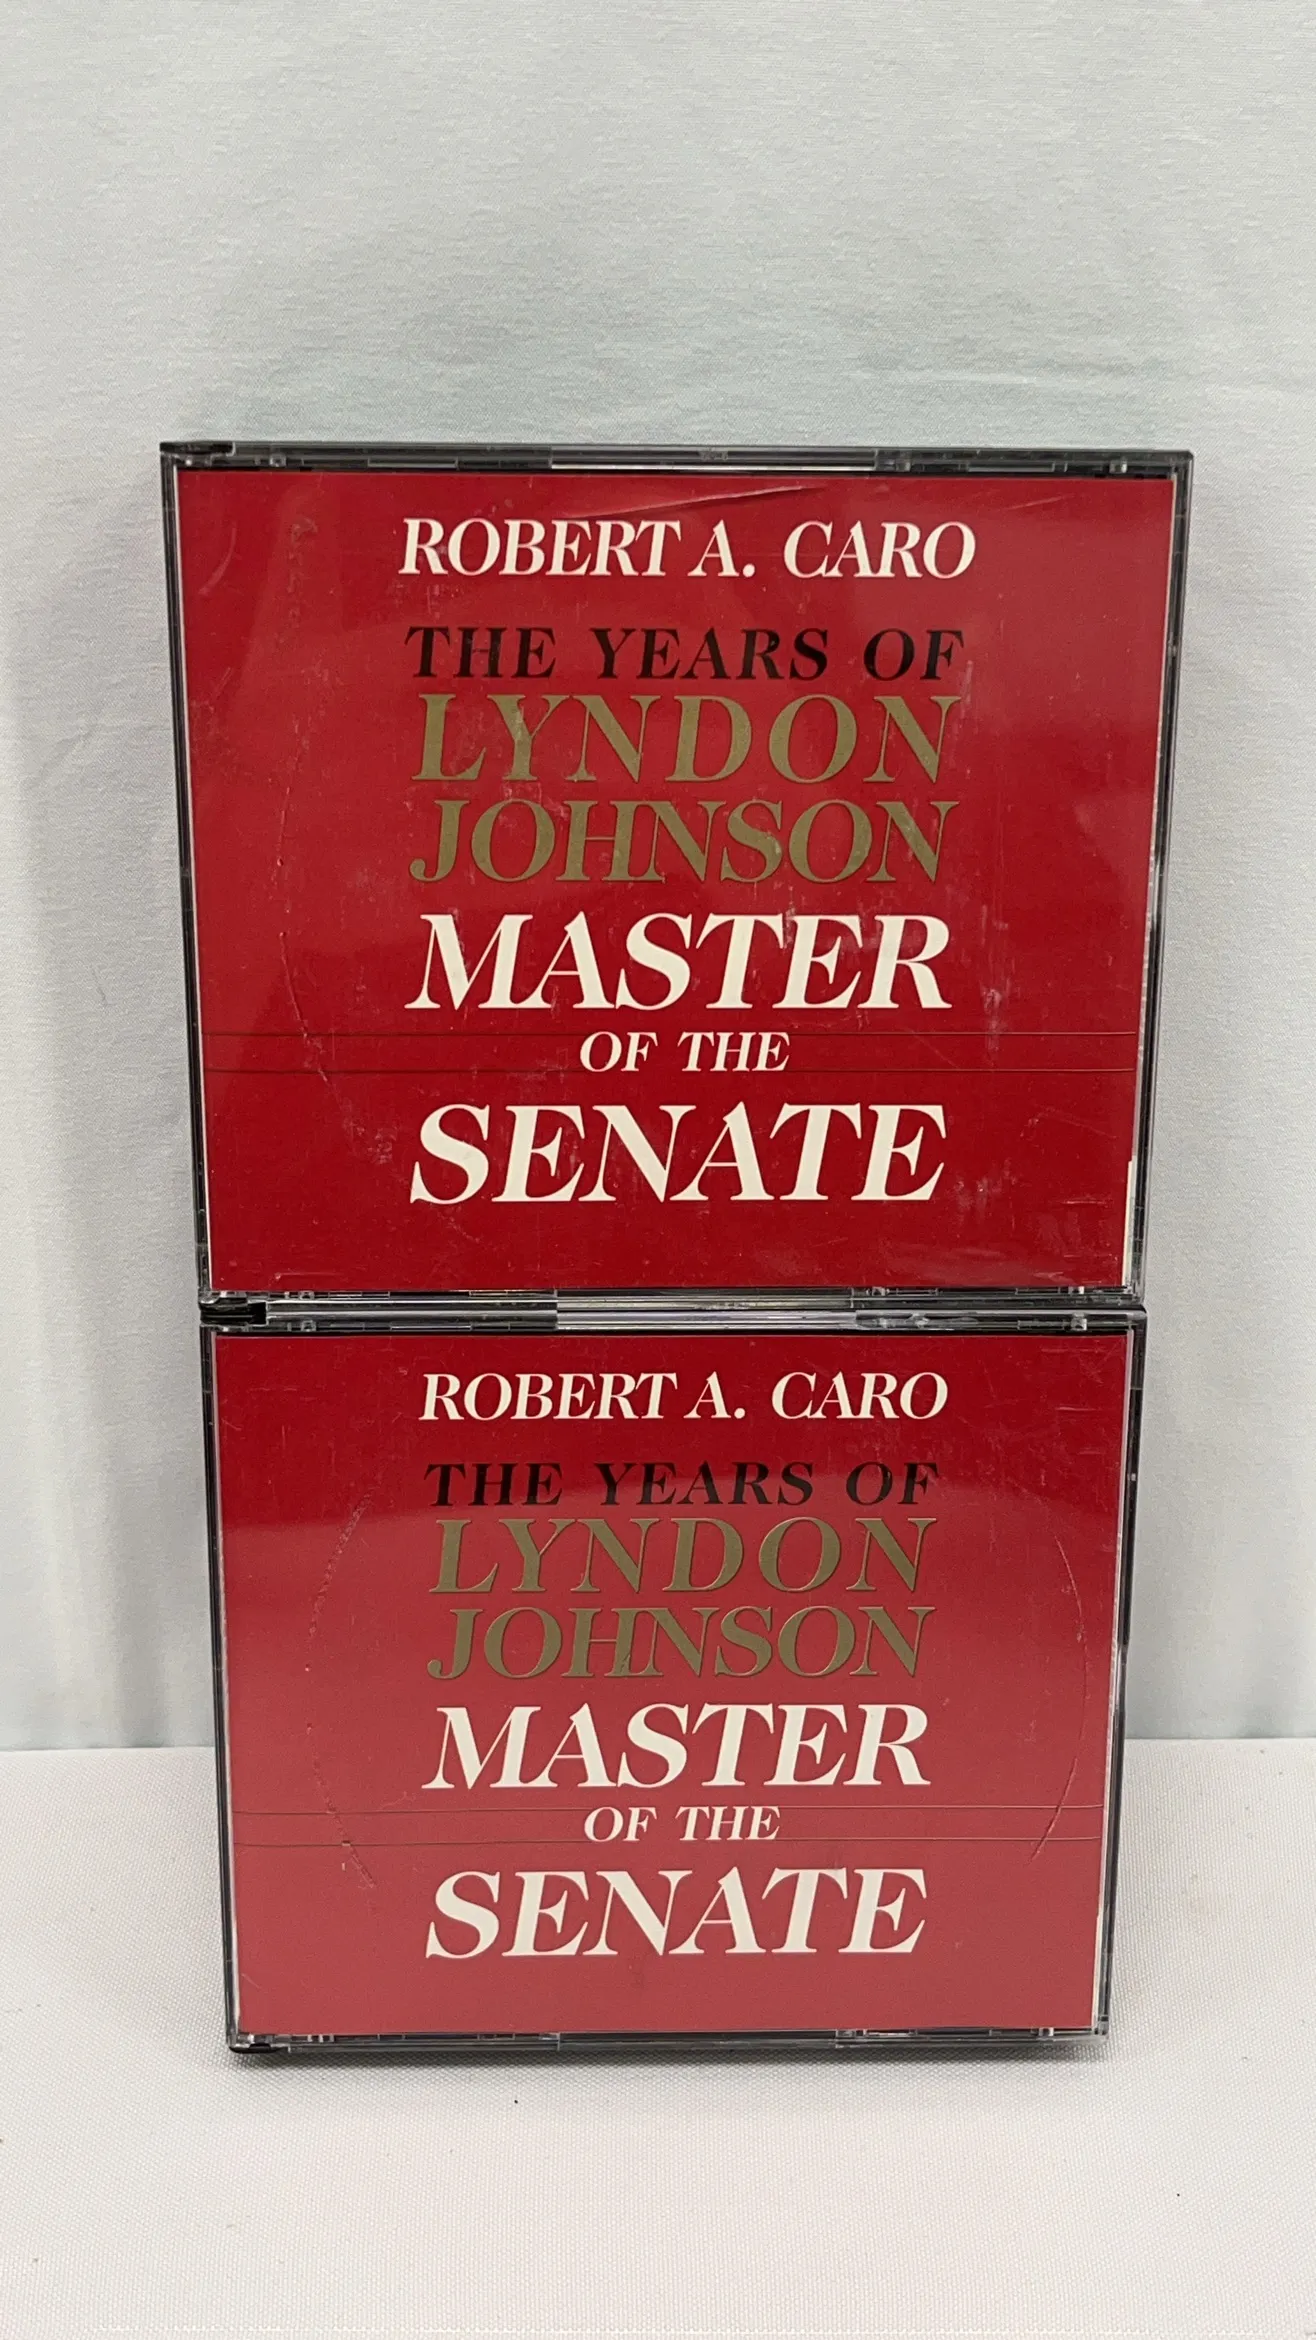 ROBERT A. CARO
THE YEARS OF
LYNDON
JOHNSON
MASTER
OF THE
SENATE
ROBERT A. CARO
THE YEARS OF
LYNDON
JOHNSON
MASTER
OF THE
SENATE